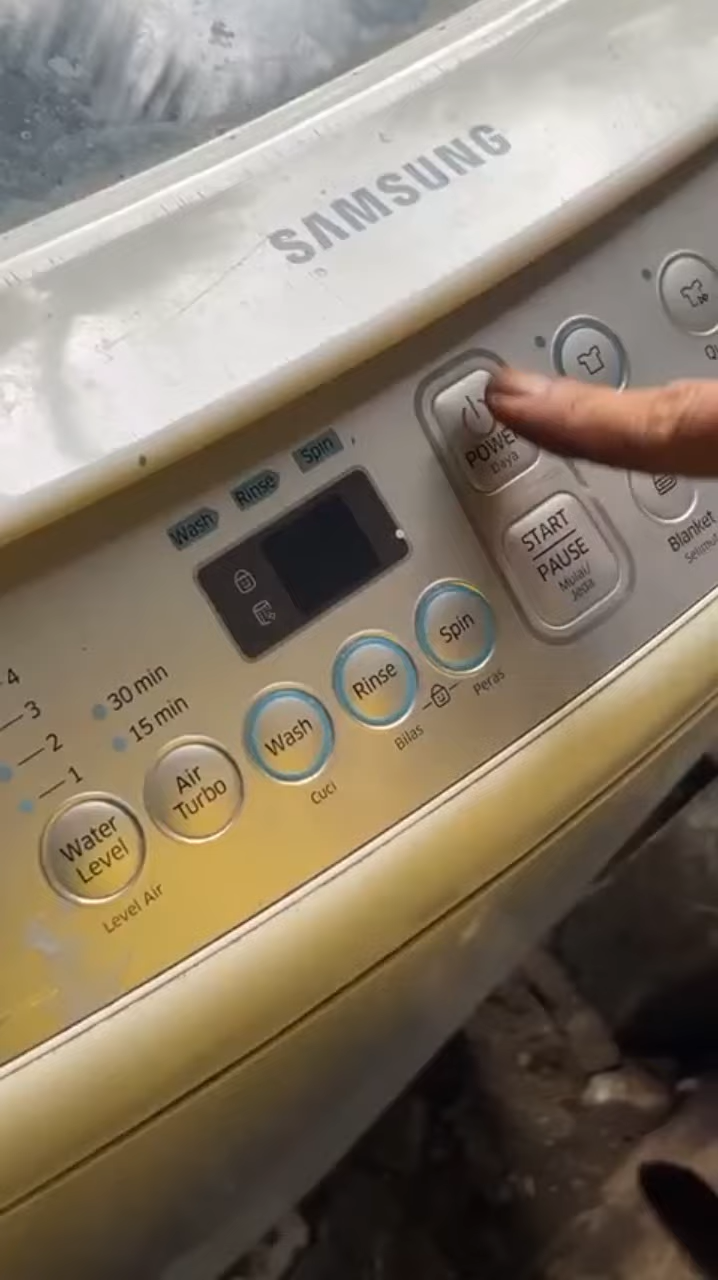 SAMSUNG
Wash
Rinse
Spin
POWER
Daya
START
PAUSE
Mulai/
Jeda
Blanket
4
3
2
1
30 min
15 min
Water
Level
Level Air
Air
Turbo
Wash
Cuci
Rinse
Bilas
Spin
Peras